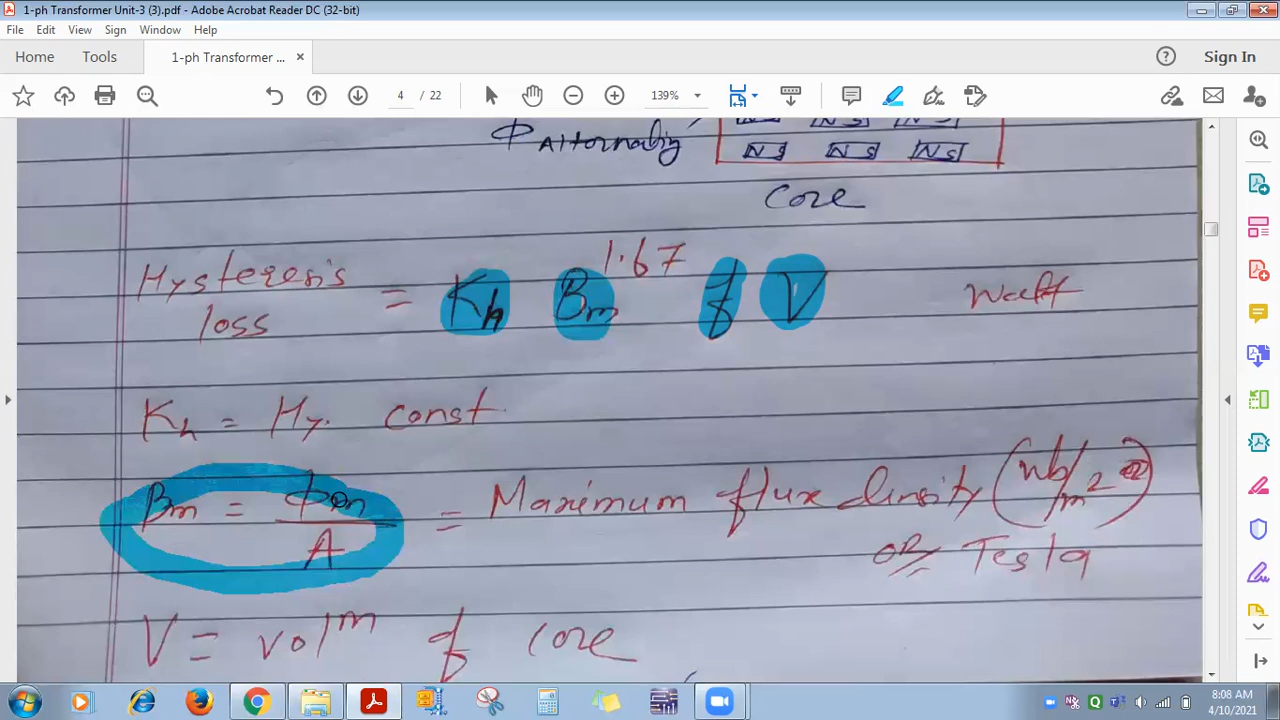 1-ph Transformer Unit-3 (3).pdf - Adobe Acrobat Reader DC (32-bit)
File Edit View Sign Window Help
Home Tools 1-ph Transformer ... × Sign In
4 / 22 139%
Φ Alternating N S N S N S
N S N S N S
Core
Hysteresis loss = Kh Bm^1.67 f V Watt
Kh = Hy. const.
Bm = Φm / A = Maximum flux density (wb/m2)
OR Tesla
V = volm of core
8:08 AM
4/10/2021